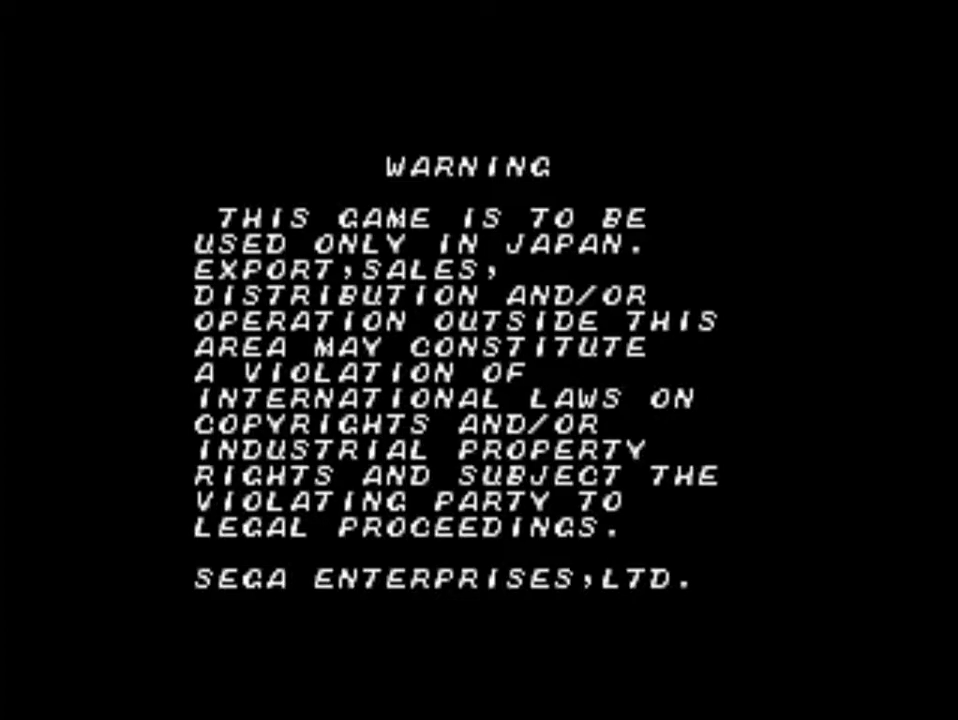 WARNING
THIS GAME IS TO BE
USED ONLY IN JAPAN.
EXPORT,SALES,
DISTRIBUTION AND/OR
OPERATION OUTSIDE THIS
AREA MAY CONSTITUTE
A VIOLATION OF
INTERNATIONAL LAWS ON
COPYRIGHTS AND/OR
INDUSTRIAL PROPERTY
RIGHTS AND SUBJECT THE
VIOLATING PARTY TO
LEGAL PROCEEDINGS.
SEGA ENTERPRISES,LTD.